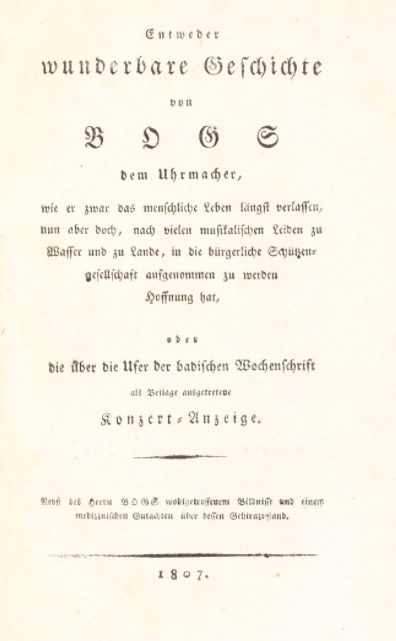 Entweder
wunderbare Geschichte
von
BOGS
dem Uhrmacher,
wie er zwar das menschliche Leben längst verlassen,
nun aber doch, nach vielen musikalischen Leiden zu
Wasser und zu Lande, in die bürgerliche Schützen-
gesellschaft aufgenommen zu werden
Hoffnung hat,
oder
die über die Ufer der badischen Wochenschrift
als Beilage ausgetretene
Konzert-Anzeige.
Nebst des Herrn BOGS wohlgetroffenem Bildnisse und einem
medizinischen Gutachten über dessen Gehirnzustand.
1807.